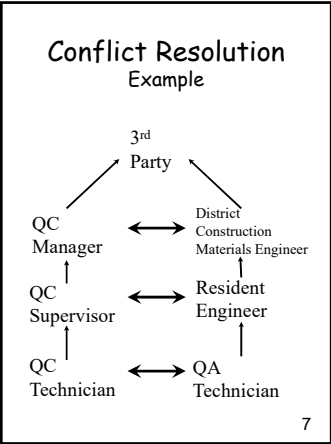 Conflict Resolution
Example
3rd
Party
QC
Manager
District
Construction
Materials Engineer
QC
Supervisor
Resident
Engineer
QC
Technician
QA
Technician
7